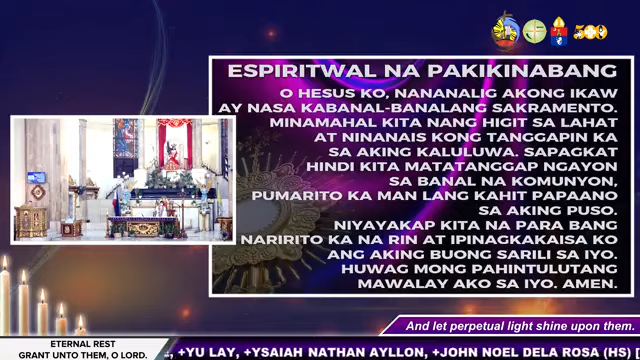 500
ESPIRITWAL NA PAKIKINABANG
O HESUS KO, NANANALIG AKONG IKAW
AY NASA KABANAL-BANALANG SAKRAMENTO.
MINAMAHAL KITA NANG HIGIT SA LAHAT
AT NINANAIS KONG TANGGAPIN KA
SA AKING KALULUWA. SAPAGKAT
HINDI KITA MATATANGGAP NGAYON
SA BANAL NA KOMUNYON,
PUMARITO KA MAN LANG KAHIT PAPAANO
SA AKING PUSO.
NIYAYAKAP KITA NA PARA BANG
NARIRITO KA NA RIN AT IPINAGKAKAISA KO
ANG AKING BUONG SARILI SA IYO.
HUWAG MONG PAHINTULUTANG
MAWALAY AKO SA IYO. AMEN.
And let perpetual light shine upon them.
ETERNAL REST
GRANT UNTO THEM, O LORD.
, +YU LAY, +YSAIAH NATHAN AYLLON, +JOHN NOEL DELA ROSA (HS)